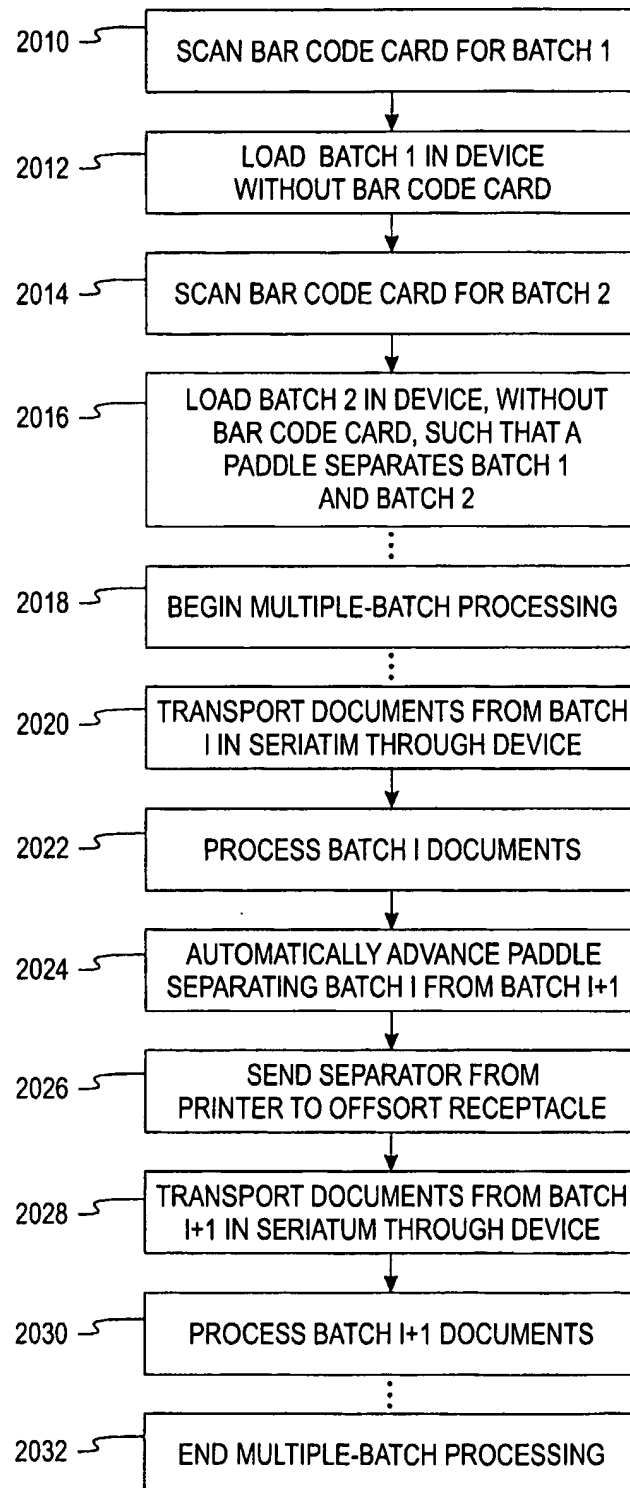 2010
SCAN BAR CODE CARD FOR BATCH 1
2012
LOAD BATCH 1 IN DEVICE
WITHOUT BAR CODE CARD
2014
SCAN BAR CODE CARD FOR BATCH 2
2016
LOAD BATCH 2 IN DEVICE, WITHOUT
BAR CODE CARD, SUCH THAT A
PADDLE SEPARATES BATCH 1
AND BATCH 2
2018
BEGIN MULTIPLE-BATCH PROCESSING
2020
TRANSPORT DOCUMENTS FROM BATCH
I IN SERIATIM THROUGH DEVICE
2022
PROCESS BATCH I DOCUMENTS
2024
AUTOMATICALLY ADVANCE PADDLE
SEPARATING BATCH I FROM BATCH I+1
2026
SEND SEPARATOR FROM
PRINTER TO OFFSORT RECEPTACLE
2028
TRANSPORT DOCUMENTS FROM BATCH
I+1 IN SERIATUM THROUGH DEVICE
2030
PROCESS BATCH I+1 DOCUMENTS
2032
END MULTIPLE-BATCH PROCESSING